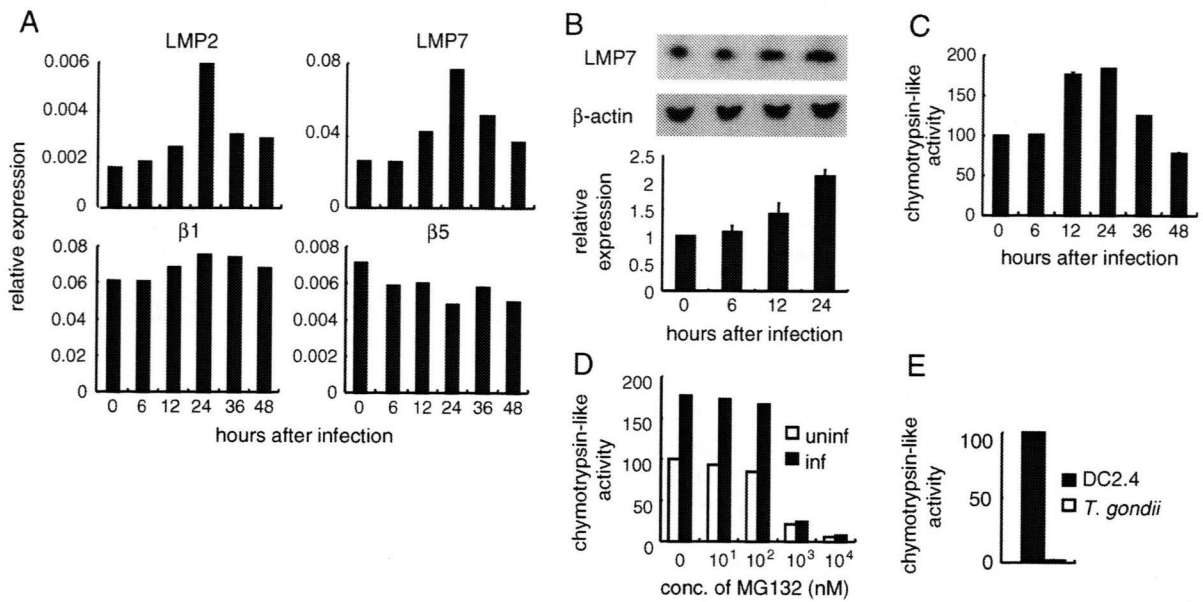 A
LMP2
LMP7
0.006
0.004
0.002
0
0.08
0.04
0
β1
β5
0.08
0.06
0.04
0.02
0
0.006
0.004
0.002
0
relative expression
0 6 12 24 36 48
0 6 12 24 36 48
hours after infection
B
LMP7
β-actin
2.5
2
1.5
1
0.5
0
relative
expression
0 6 12 24
hours after infection
C
200
150
100
50
0
chymotrypsin-like
activity
0 6 12 24 36 48
hours after infection
D
200
150
100
50
0
chymotrypsin-like
activity
uninf
inf
0 10¹ 10² 10³ 10⁴
conc. of MG132 (nM)
E
100
50
0
chymotrypsin-like
activity
DC2.4
T. gondii